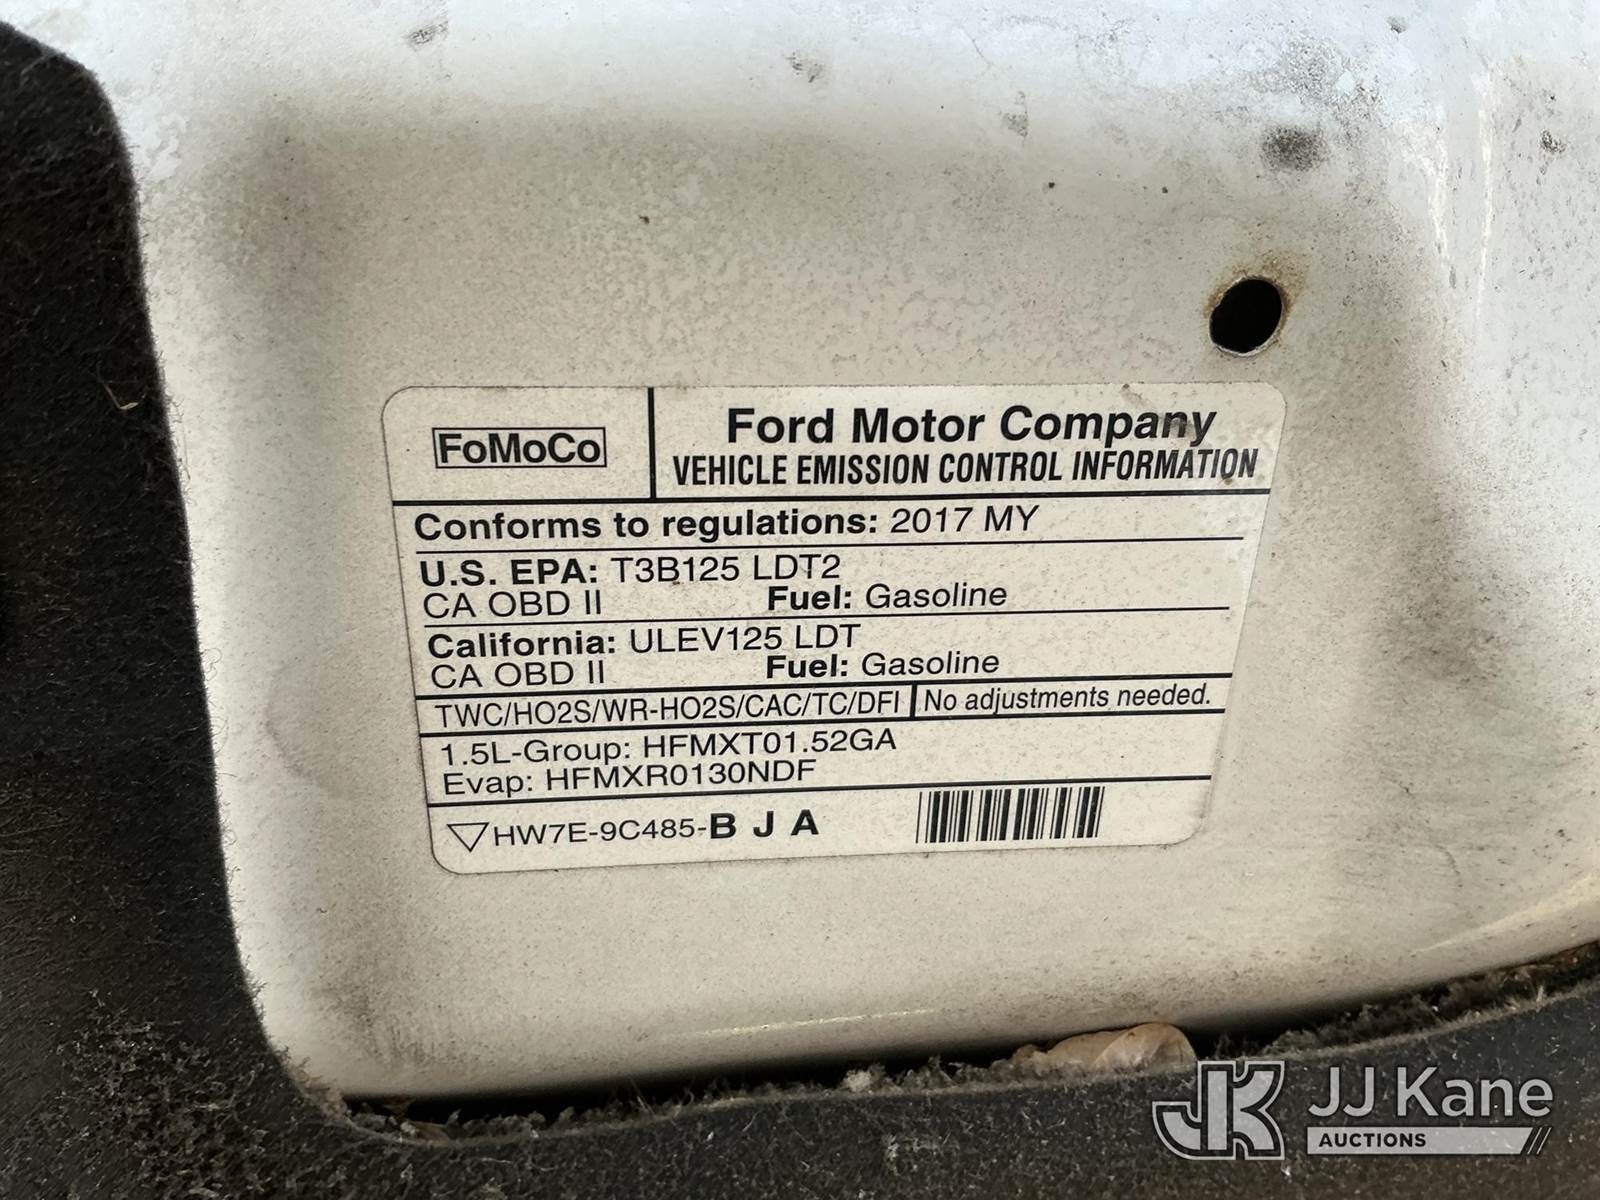 FoMoCo
Ford Motor Company
VEHICLE EMISSION CONTROL INFORMATION
Conforms to regulations: 2017 MY
U.S. EPA: T3B125 LDT2
CA OBD II Fuel: Gasoline
California: ULEV125 LDT
CA OBD II Fuel: Gasoline
TWC/HO2S/WR-HO2S/CAC/TC/DFI No adjustments needed.
1.5L-Group: HFMXT01.52GA
Evap: HFMXR0130NDF
HW7E-9C485-B J A
JK JJ Kane
AUCTIONS